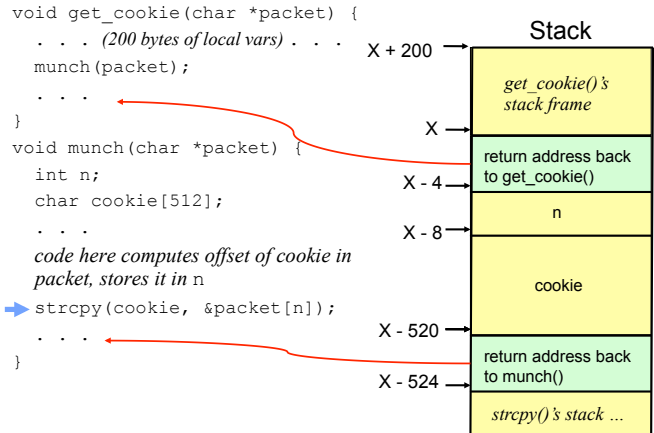 void get_cookie(char *packet) {
. . . (200 bytes of local vars) . . .
munch(packet);
. . .
}
void munch(char *packet) {
int n;
char cookie[512];
. . .
code here computes offset of cookie in
packet, stores it in n
strcpy(cookie, &packet[n]);
. . .
}
Stack
X + 200
get_cookie()'s
stack frame
X
return address back
to get_cookie()
X - 4
n
X - 8
cookie
X - 520
return address back
to munch()
X - 524
strcpy()'s stack …